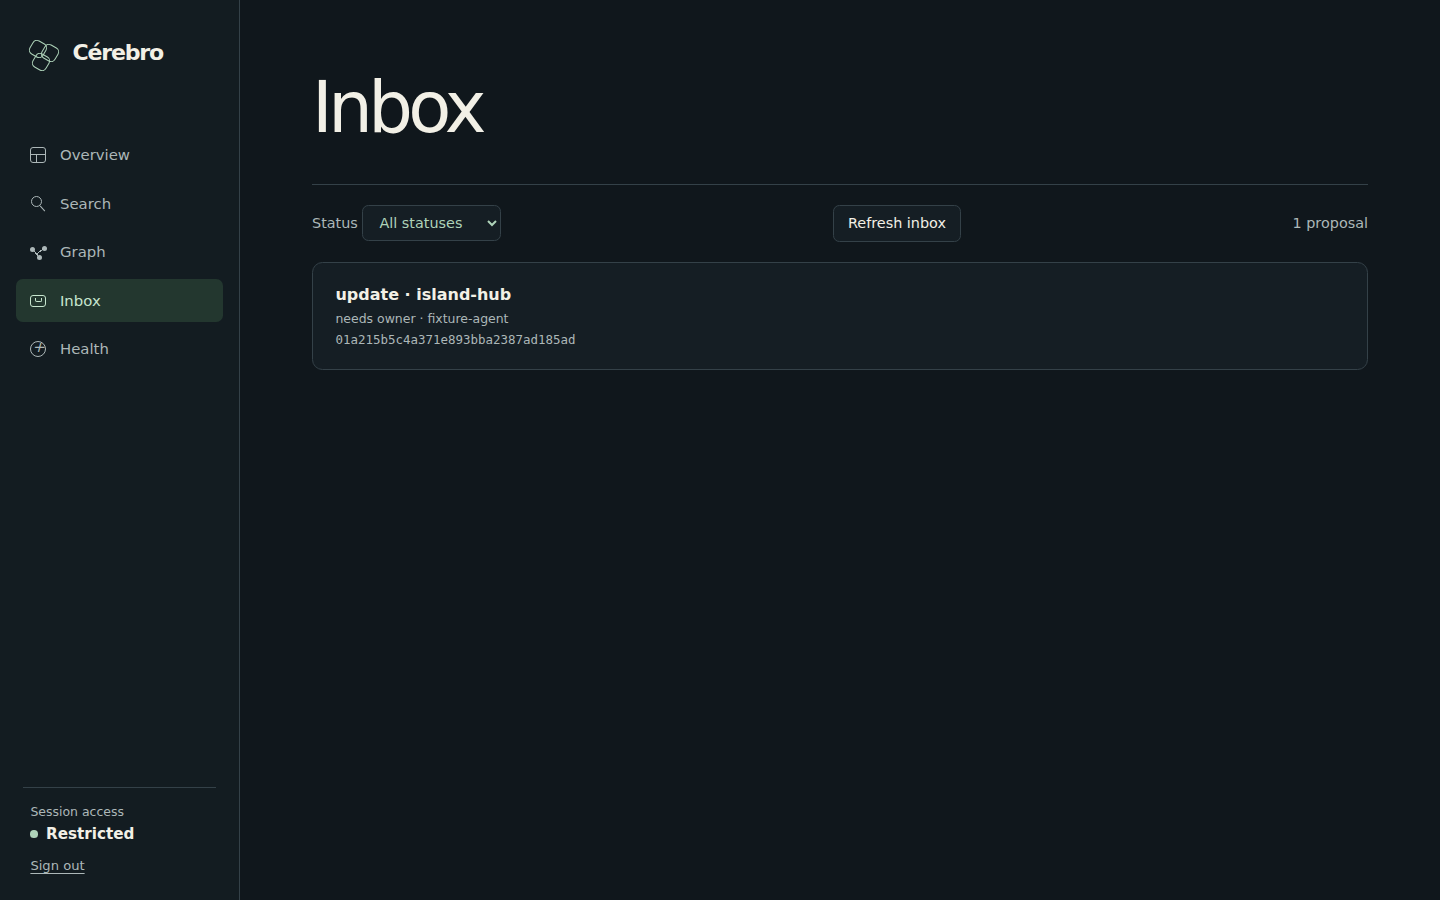 Cérebro
Overview
Search
Graph
Inbox
Health
Session access
Restricted
Sign out
Inbox
Status All statuses Refresh inbox 1 proposal
update · island-hub
needs owner · fixture-agent
01a215b5c4a371e893bba2387ad185ad